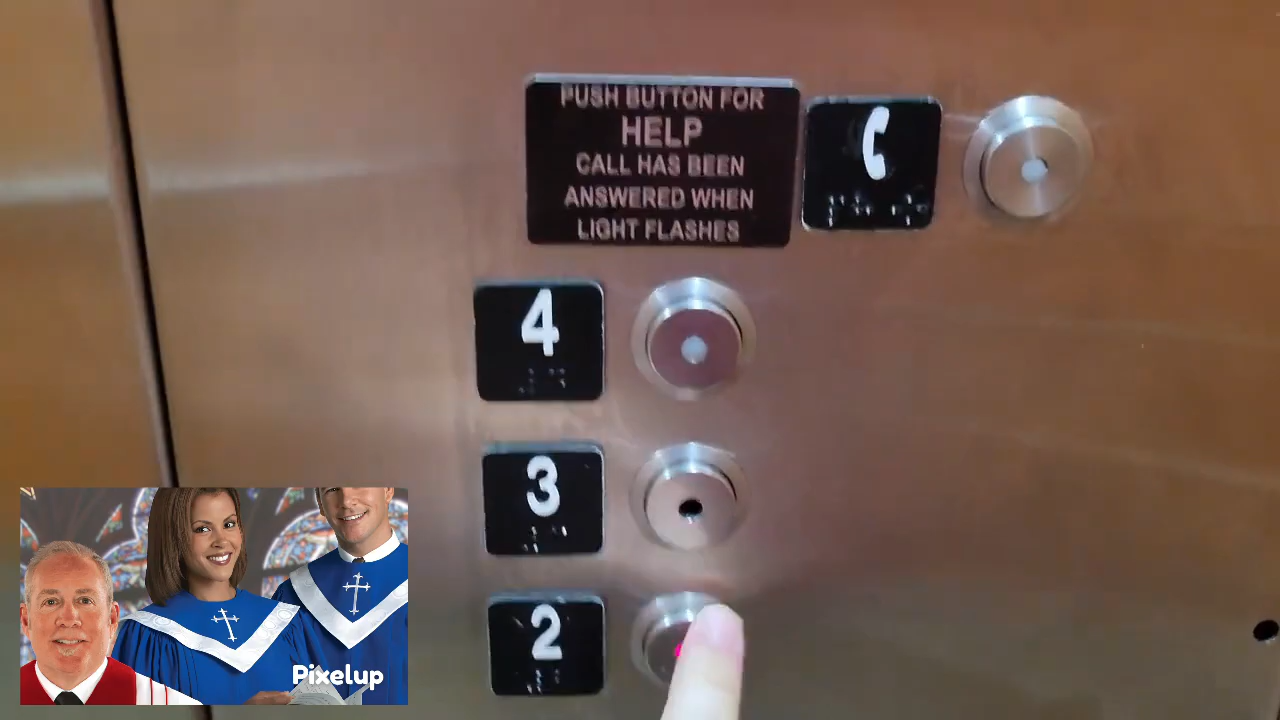 PUSH BUTTON FOR
HELP
CALL HAS BEEN
ANSWERED WHEN
LIGHT FLASHES
4
3
2
Pixelup